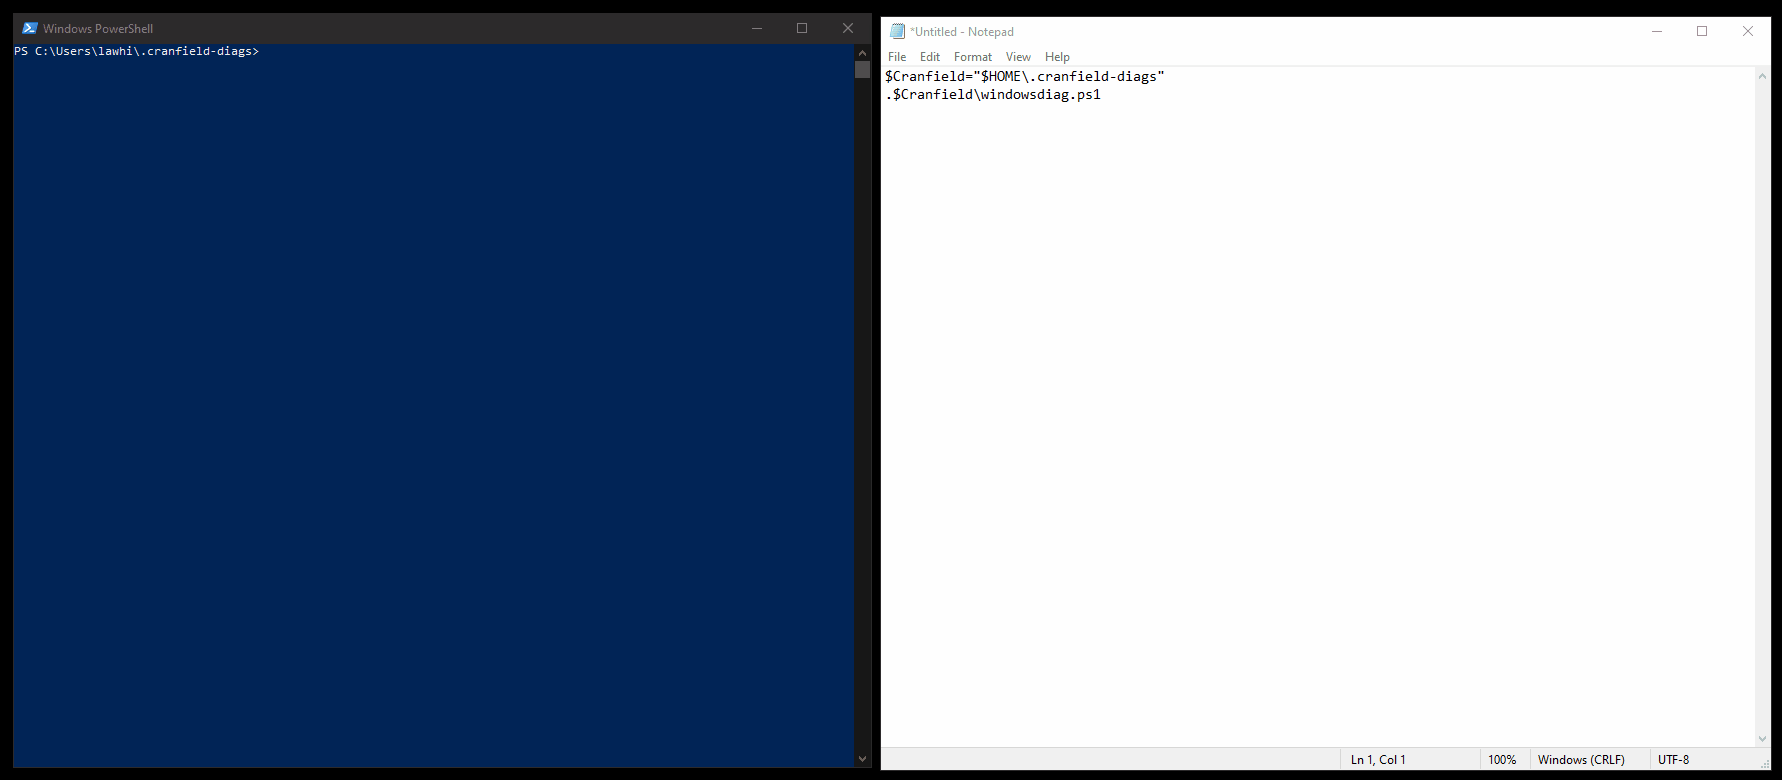 Windows PowerShell
PS C:\Users\lawhi\.cranfield-diags>
*Untitled - Notepad
File Edit Format View Help
$Cranfield="$HOME\.cranfield-diags"
.$Cranfield\windowsdiag.ps1
Ln 1, Col 1 100% Windows (CRLF) UTF-8